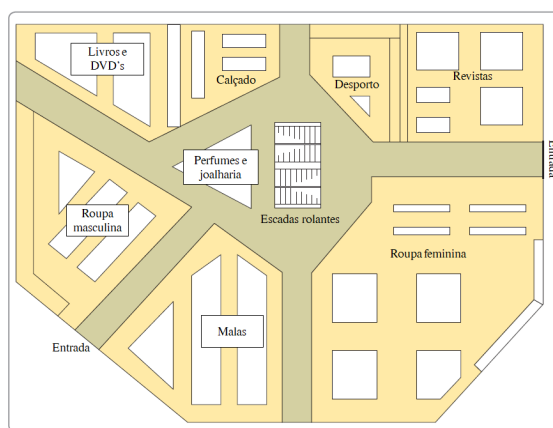 Livros e
DVD's
Calçado
Desporto
Revistas
Perfumes e
joalharia
Escadas rolantes
Entrada
Roupa
masculina
Roupa feminina
Entrada
Malas